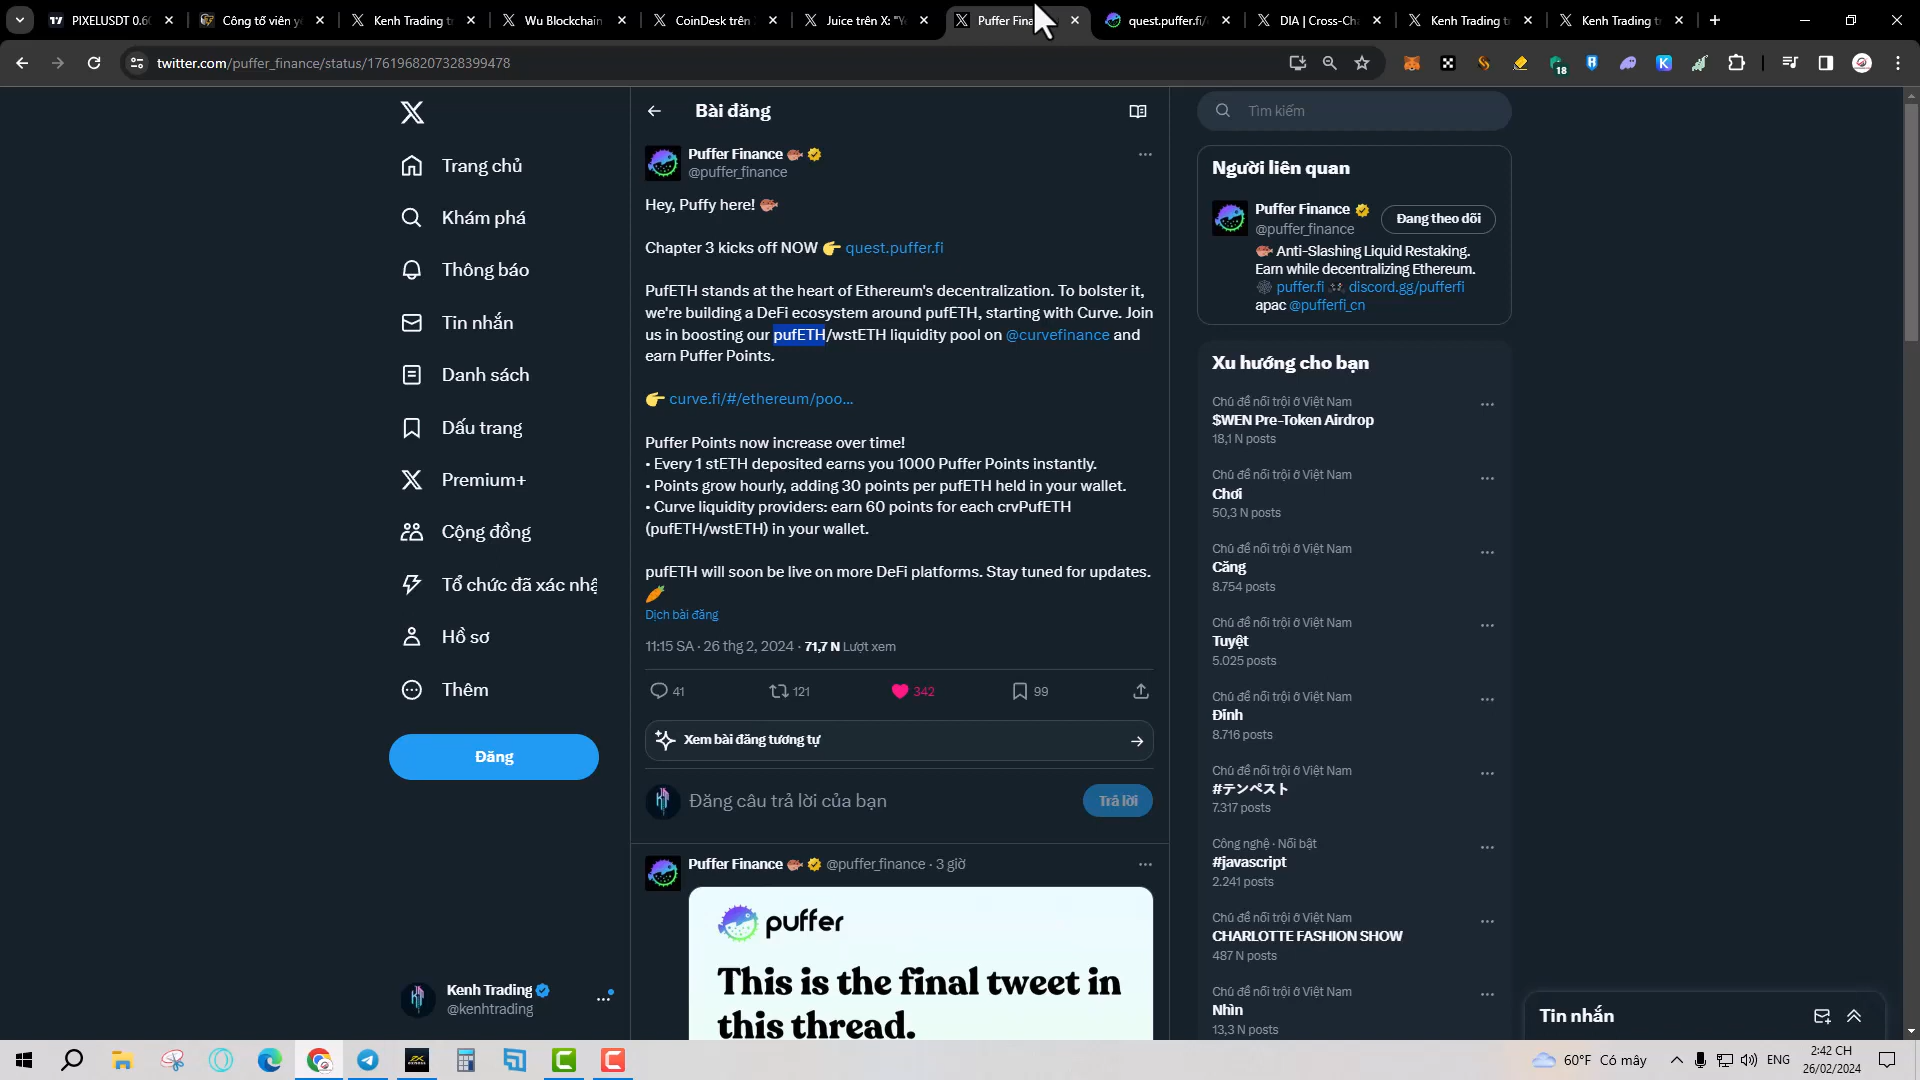 PIXELUSDT 0.60
Công tố viên y
Kenh Trading t
Wu Blockchain
CoinDesk trên
Juice trên X: "Y
Puffer Fina
quest.puffer.fi/
DIA | Cross-Ch
Kenh Trading t
Kenh Trading t
twitter.com/puffer_finance/status/1761968207328399478
18
Trang chủ
Khám phá
Thông báo
Tin nhắn
Danh sách
Dấu trang
Premium+
Cộng đồng
Tổ chức đã xác nhậ
Hồ sơ
Thêm
Đăng
Kenh Trading
@kenhtrading
Bài đăng
Puffer Finance 🐡
@puffer_finance
Hey, Puffy here! 🐡
Chapter 3 kicks off NOW 👉 quest.puffer.fi
PufETH stands at the heart of Ethereum's decentralization. To bolster it,
we're building a DeFi ecosystem around pufETH, starting with Curve. Join
us in boosting our pufETH/wstETH liquidity pool on @curvefinance and
earn Puffer Points.
👉 curve.fi/#/ethereum/poo...
Puffer Points now increase over time!
• Every 1 stETH deposited earns you 1000 Puffer Points instantly.
• Points grow hourly, adding 30 points per pufETH held in your wallet.
• Curve liquidity providers: earn 60 points for each crvPufETH
(pufETH/wstETH) in your wallet.
pufETH will soon be live on more DeFi platforms. Stay tuned for updates.
🥕
Dịch bài đăng
11:15 SA · 26 thg 2, 2024 · 71,7 N Lượt xem
41
121
342
99
Xem bài đăng tương tự
Đăng câu trả lời của bạn
Trả lời
Puffer Finance 🐡 @puffer_finance · 3 giờ
puffer
This is the final tweet in
this thread.
Tìm kiếm
Người liên quan
Puffer Finance
@puffer_finance
Đang theo dõi
🐡 Anti-Slashing Liquid Restaking.
Earn while decentralizing Ethereum.
🕸️ puffer.fi discord.gg/pufferfi
apac @pufferfi_cn
Xu hướng cho bạn
Chủ đề nổi trội ở Việt Nam
$WEN Pre-Token Airdrop
18,1 N posts
Chủ đề nổi trội ở Việt Nam
Chơi
50,3 N posts
Chủ đề nổi trội ở Việt Nam
Căng
8.754 posts
Chủ đề nổi trội ở Việt Nam
Tuyệt
5.025 posts
Chủ đề nổi trội ở Việt Nam
Đỉnh
8.716 posts
Chủ đề nổi trội ở Việt Nam
#テンペスト
7.317 posts
Công nghệ · Nổi bật
#javascript
2.241 posts
Chủ đề nổi trội ở Việt Nam
CHARLOTTE FASHION SHOW
487 N posts
Chủ đề nổi trội ở Việt Nam
Nhìn
13,3 N posts
Tin nhắn
60°F Có mây
ENG
2:42 CH
26/02/2024